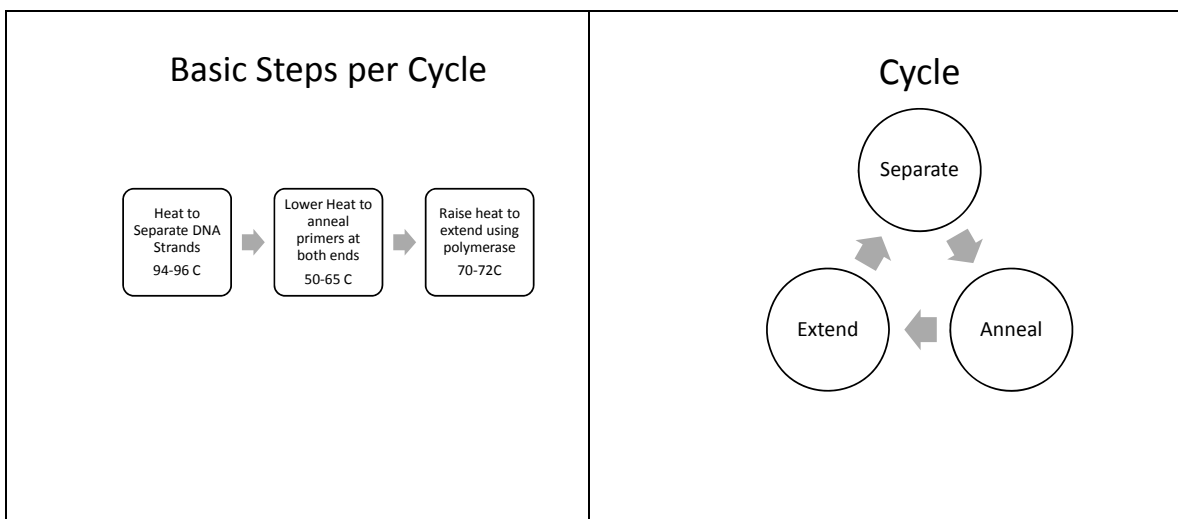 Basic Steps per Cycle
Heat to
Separate DNA
Strands
94-96 C
Lower Heat to
anneal
primers at
both ends
50-65 C
Raise heat to
extend using
polymerase
70-72C
Cycle
Separate
Anneal
Extend